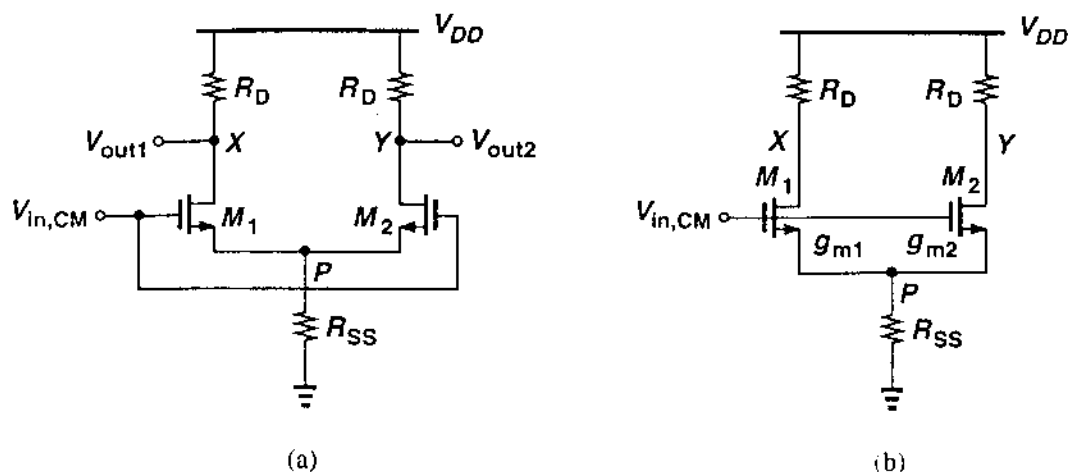 V_DD
R_D
R_D
V_out1
X
Y
V_out2
V_in,CM
M_1
M_2
P
R_SS
(a)
V_DD
R_D
R_D
X
Y
M_1
M_2
V_in,CM
g_m1
g_m2
P
R_SS
(b)